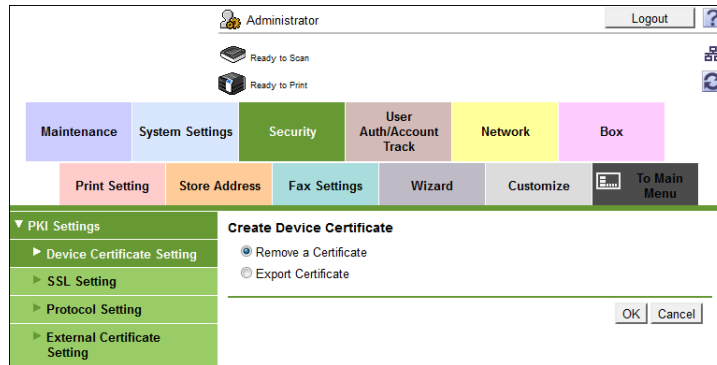 Administrator
Logout
?
Ready to Scan
Ready to Print
Maintenance
System Settings
Security
User
Auth/Account
Track
Network
Box
Print Setting
Store Address
Fax Settings
Wizard
Customize
To Main
Menu
PKI Settings
Device Certificate Setting
SSL Setting
Protocol Setting
External Certificate
Setting
Create Device Certificate
Remove a Certificate
Export Certificate
OK
Cancel